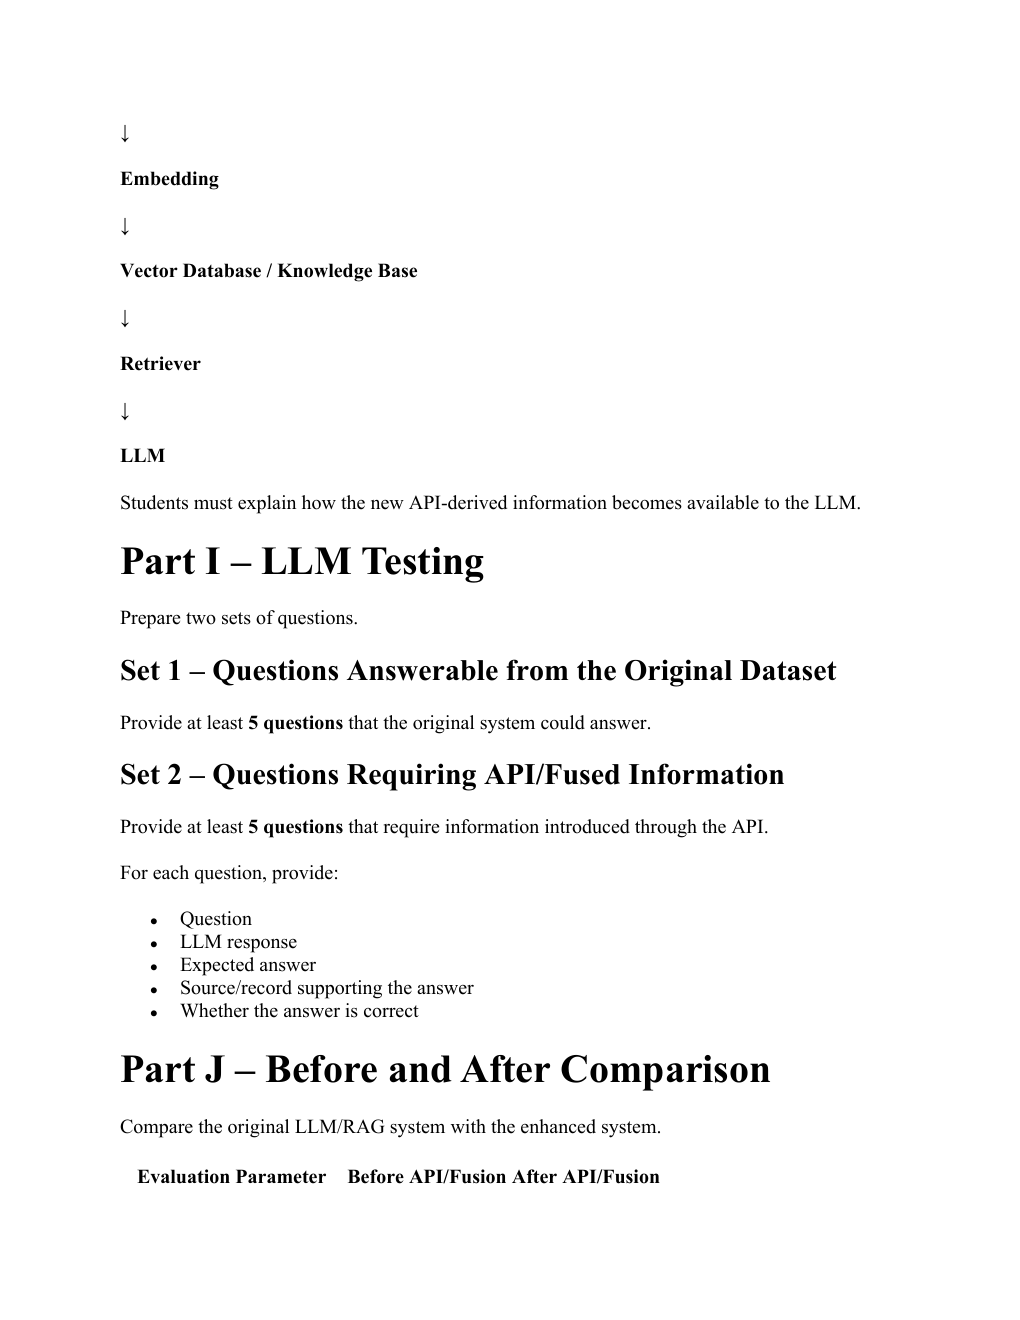 ↓
Embedding
↓
Vector Database / Knowledge Base
↓
Retriever
↓
LLM
Students must explain how the new API-derived information becomes available to the LLM.
Part I – LLM Testing
Prepare two sets of questions.
Set 1 – Questions Answerable from the Original Dataset
Provide at least 5 questions that the original system could answer.
Set 2 – Questions Requiring API/Fused Information
Provide at least 5 questions that require information introduced through the API.
For each question, provide:
• Question
• LLM response
• Expected answer
• Source/record supporting the answer
• Whether the answer is correct
Part J – Before and After Comparison
Compare the original LLM/RAG system with the enhanced system.
Evaluation Parameter Before API/Fusion After API/Fusion